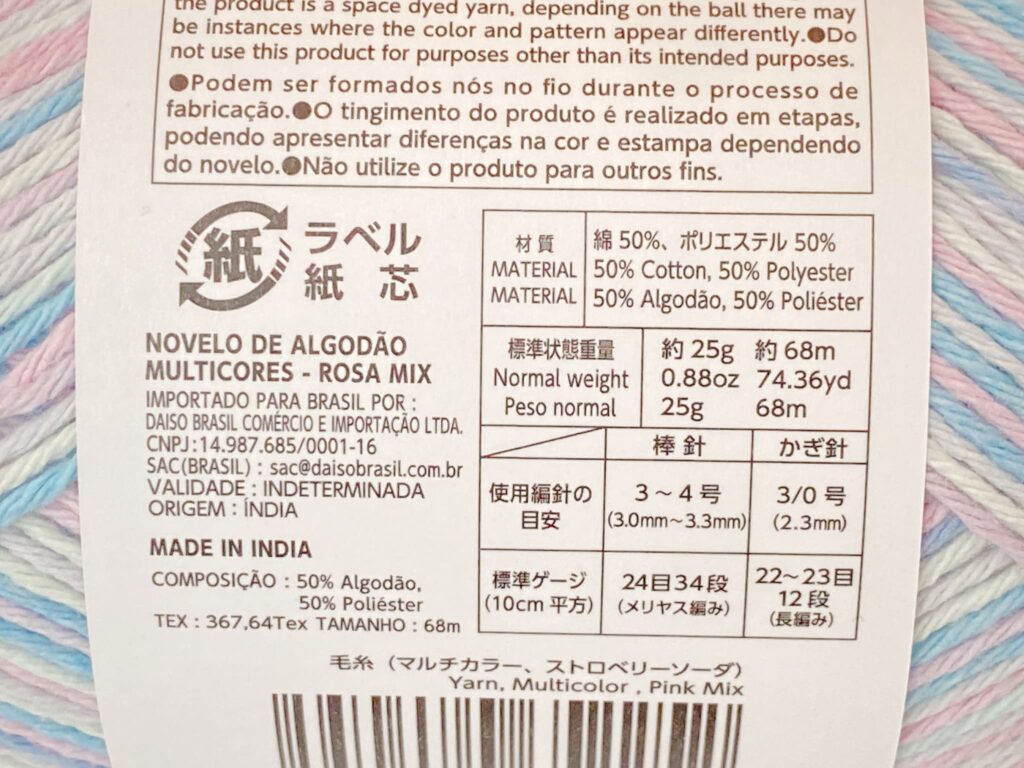 the product is a space dyed yarn, depending on the ball there may
be instances where the color and pattern appear differently.●Do
not use this product for purposes other than its intended purposes.
●Podem ser formados nós no fio durante o processo de
fabricação.●O tingimento do produto é realizado em etapas,
podendo apresentar diferenças na cor e estampa dependendo
do novelo.●Não utilize o produto para outros fins.
紙
ラベル
紙 芯
NOVELO DE ALGODÃO
MULTICORES - ROSA MIX
IMPORTADO PARA BRASIL POR :
DAISO BRASIL COMÉRCIO E IMPORTAÇÃO LTDA.
CNPJ:14.987.685/0001-16
SAC(BRASIL) : sac@daisobrasil.com.br
VALIDADE : INDETERMINADA
ORIGEM : ÍNDIA
MADE IN INDIA
COMPOSIÇÃO : 50% Algodão,
50% Poliéster
TEX : 367,64Tex TAMANHO : 68m
材質 綿 50%、ポリエステル 50%
MATERIAL 50% Cotton, 50% Polyester
MATERIAL 50% Algodão, 50% Poliéster
標準状態重量 約 25g 約 68m
Normal weight 0.88oz 74.36yd
Peso normal 25g 68m
棒針 かぎ針
使用編針の目安 3～4号 (3.0mm～3.3mm) 3/0号 (2.3mm)
標準ゲージ (10cm 平方) 24目34段 (メリヤス編み) 22～23目 12段 (長編み)
毛糸（マルチカラー、ストロベリーソーダ）
Yarn, Multicolor , Pink Mix